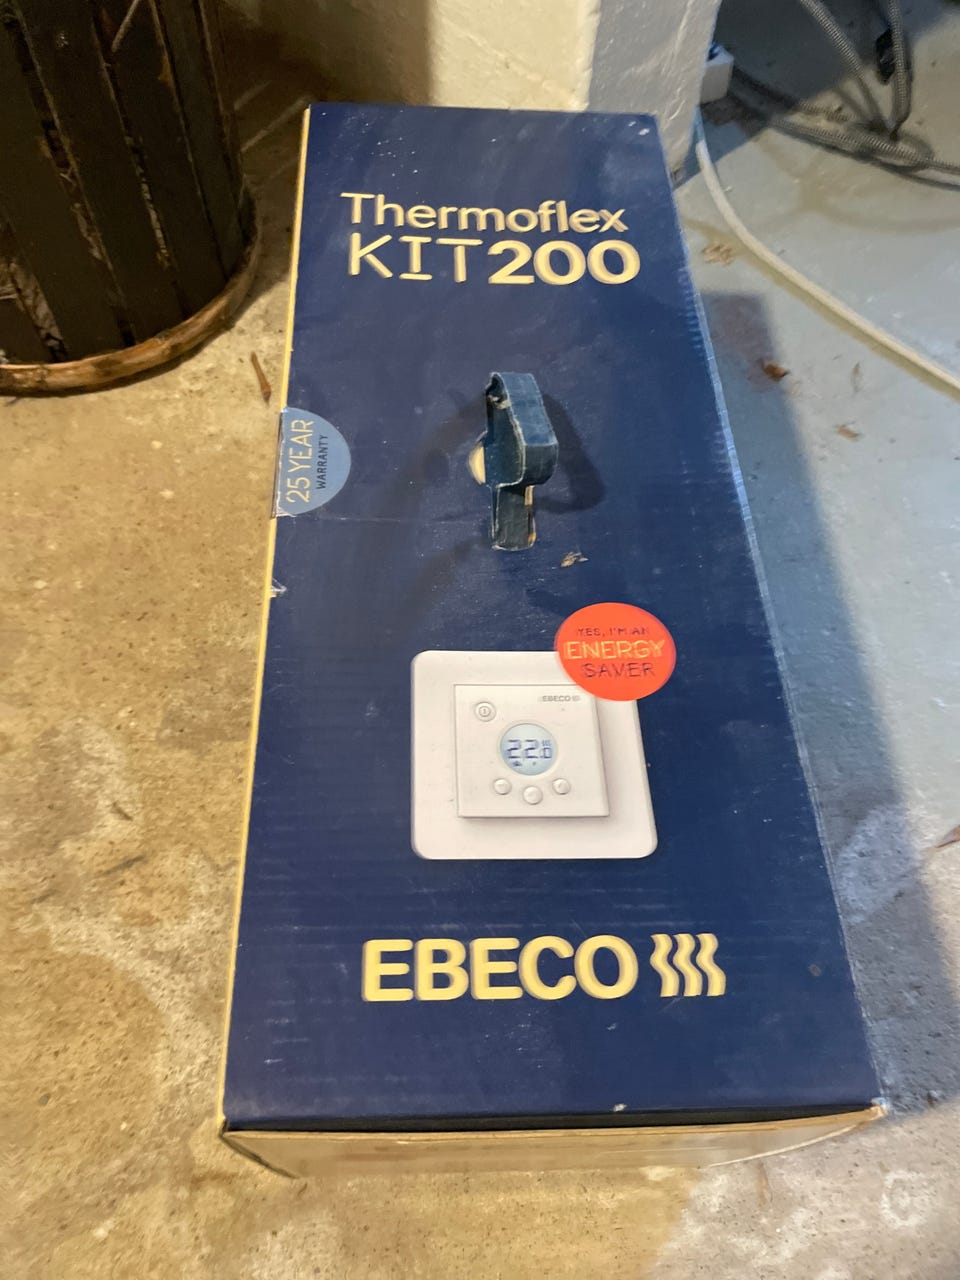 Thermoflex
KIT200
25 YEAR
WARRANTY
YES, I'M AN
ENERGY
SAVER
EBECO
22.0
EBECO